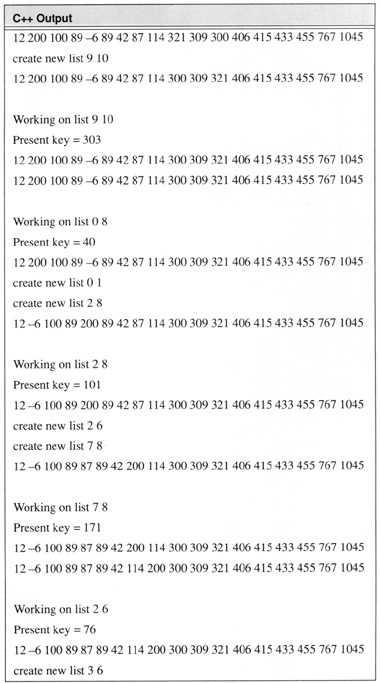 C++ Output
12 200 100 89 –6 89 42 87 114 321 309 300 406 415 433 455 767 1045
create new list 9 10
12 200 100 89 –6 89 42 87 114 300 309 321 406 415 433 455 767 1045
Working on list 9 10
Present key = 303
12 200 100 89 –6 89 42 87 114 300 309 321 406 415 433 455 767 1045
12 200 100 89 –6 89 42 87 114 300 309 321 406 415 433 455 767 1045
Working on list 0 8
Present key = 40
12 200 100 89 –6 89 42 87 114 300 309 321 406 415 433 455 767 1045
create new list 0 1
create new list 2 8
12 –6 100 89 200 89 42 87 114 300 309 321 406 415 433 455 767 1045
Working on list 2 8
Present key = 101
12 –6 100 89 200 89 42 87 114 300 309 321 406 415 433 455 767 1045
create new list 2 6
create new list 7 8
12 –6 100 89 87 89 42 200 114 300 309 321 406 415 433 455 767 1045
Working on list 7 8
Present key = 171
12 –6 100 89 87 89 42 200 114 300 309 321 406 415 433 455 767 1045
12 –6 100 89 87 89 42 114 200 300 309 321 406 415 433 455 767 1045
Working on list 2 6
Present key = 76
12 –6 100 89 87 89 42 114 200 300 309 321 406 415 433 455 767 1045
create new list 3 6